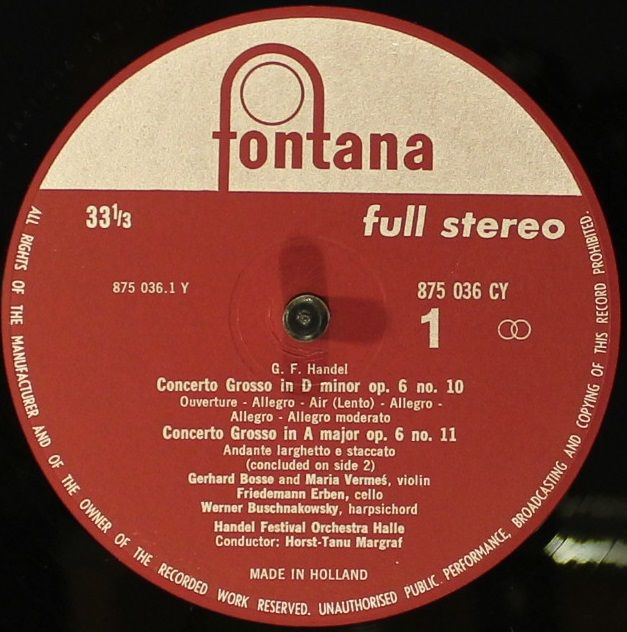 fontana
33 1/3
full stereo
875 036.1 Y
875 036 CY
1
G. F. Handel
Concerto Grosso in D minor op. 6 no. 10
Ouverture - Allegro - Air (Lento) - Allegro -
Allegro - Allegro moderato
Concerto Grosso in A major op. 6 no. 11
Andante larghetto e staccato
(concluded on side 2)
Gerhard Bosse and Maria Vermeś, violin
Friedemann Erben, cello
Werner Buschnakowsky, harpsichord
Handel Festival Orchestra Halle
Conductor: Horst-Tanu Margraf
MADE IN HOLLAND
ALL RIGHTS OF THE MANUFACTURER AND OF THE OWNER OF THE RECORDED WORK RESERVED. UNAUTHORISED PUBLIC PERFORMANCE, BROADCASTING AND COPYING OF THIS RECORD PROHIBITED.